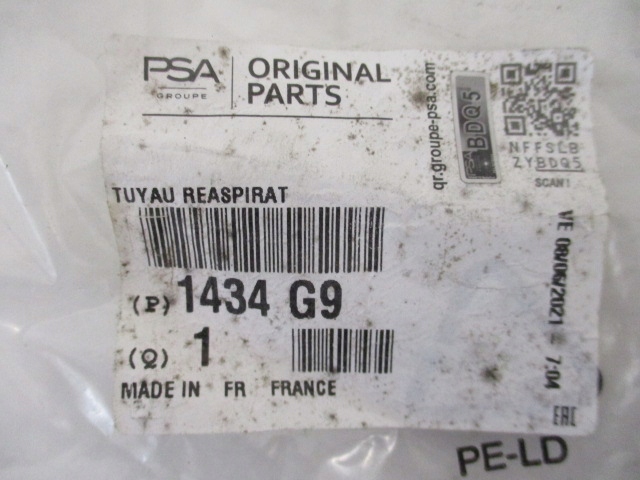 PSA
GROUPE
ORIGINAL
PARTS
qr.groupe-psa.com
BDQ5
NFFSLB
ZYBDQ5
SCAN!
TUYAU REASPIRAT
(P) 1434 G9
(Q) 1
MADE IN FR FRANCE
VE 08/06/2021 - 7:04
EAC
PE-LD